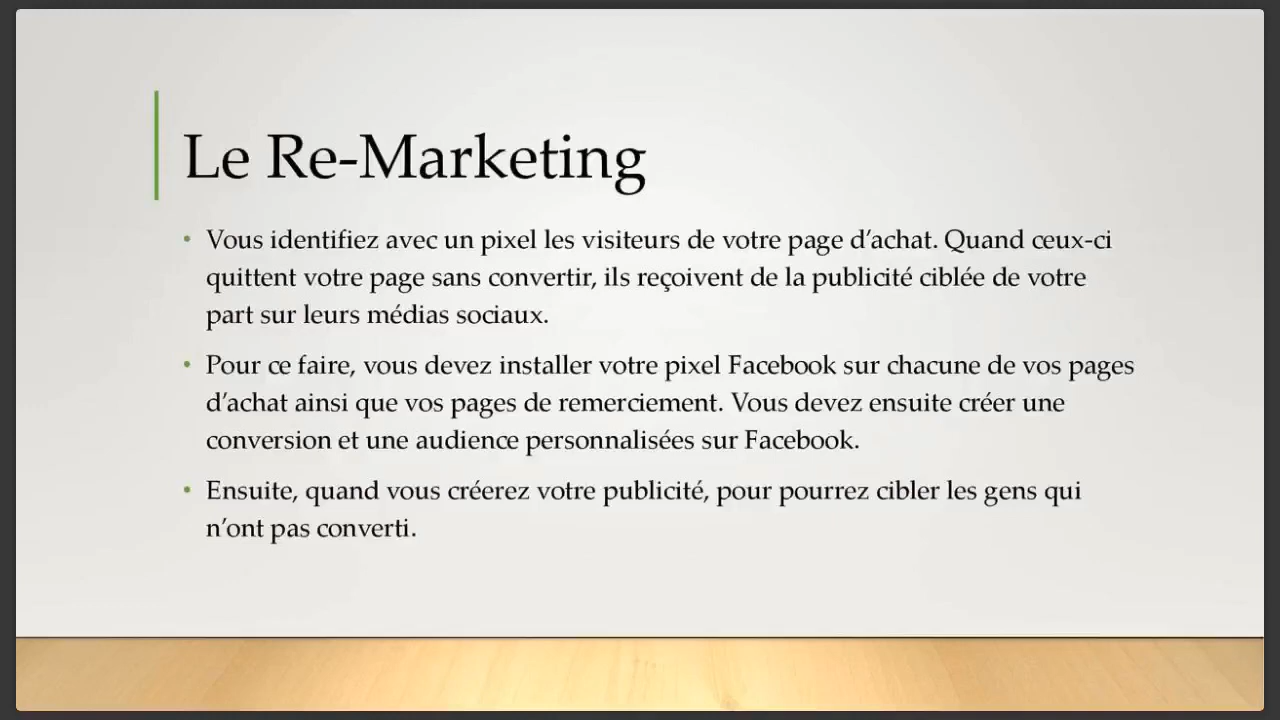 Le Re-Marketing
• Vous identifiez avec un pixel les visiteurs de votre page d’achat. Quand ceux-ci
quittent votre page sans convertir, ils reçoivent de la publicité ciblée de votre
part sur leurs médias sociaux.
• Pour ce faire, vous devez installer votre pixel Facebook sur chacune de vos pages
d’achat ainsi que vos pages de remerciement. Vous devez ensuite créer une
conversion et une audience personnalisées sur Facebook.
• Ensuite, quand vous créerez votre publicité, pour pourrez cibler les gens qui
n’ont pas converti.